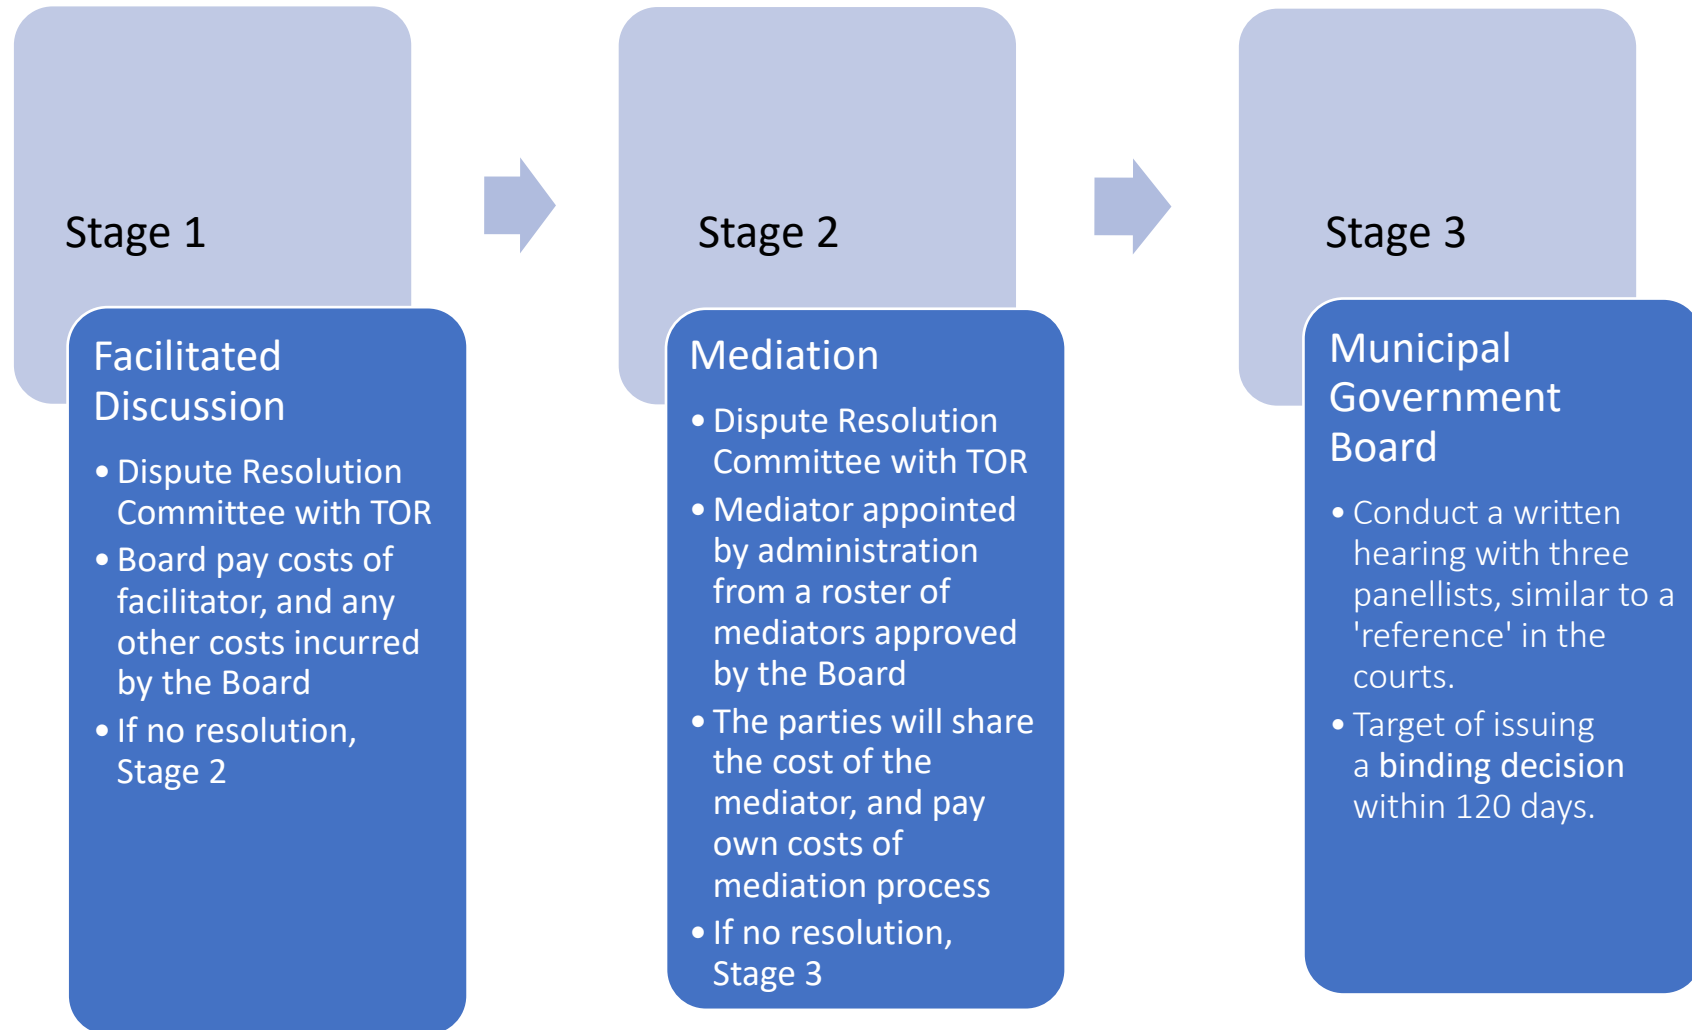 Stage 1
Facilitated
Discussion
• Dispute Resolution
Committee with TOR
• Board pay costs of
facilitator, and any
other costs incurred
by the Board
• If no resolution,
Stage 2
Stage 2
Mediation
• Dispute Resolution
Committee with TOR
• Mediator appointed
by administration
from a roster of
mediators approved
by the Board
• The parties will share
the cost of the
mediator, and pay
own costs of
mediation process
• If no resolution,
Stage 3
Stage 3
Municipal
Government
Board
• Conduct a written
hearing with three
panellists, similar to a
'reference' in the
courts.
• Target of issuing
a binding decision
within 120 days.